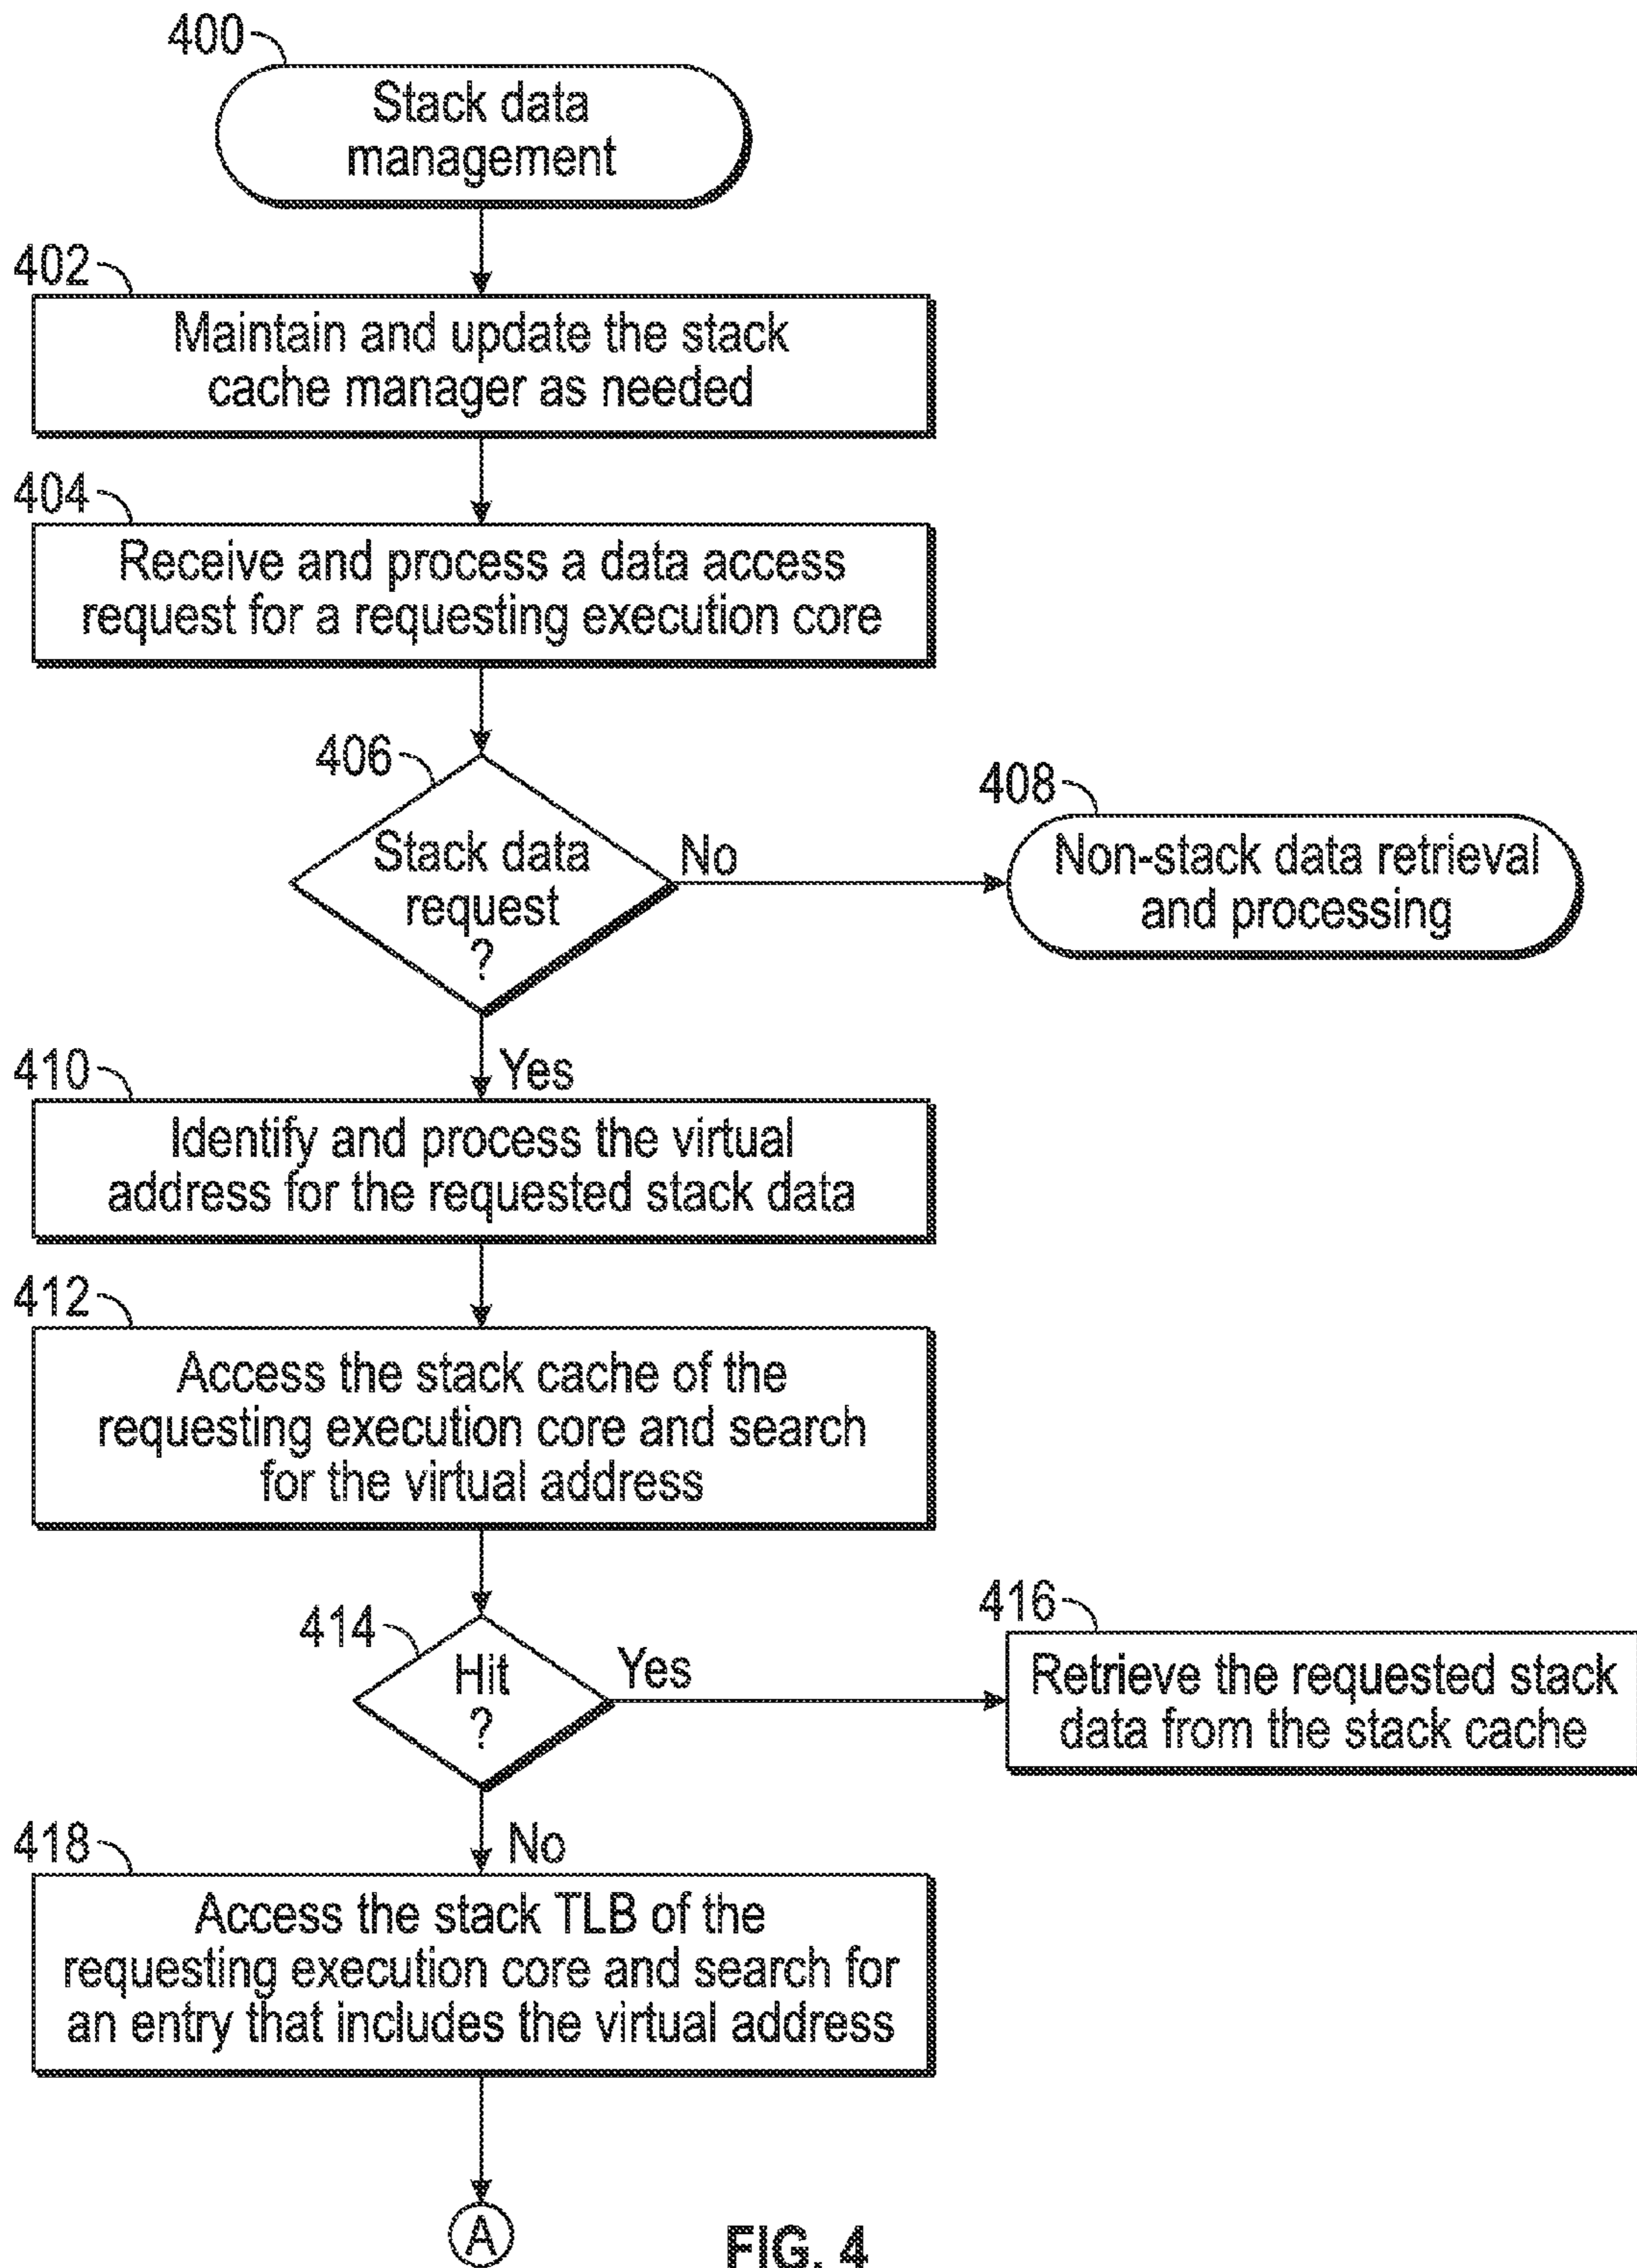 400
Stack data
management
402
Maintain and update the stack
cache manager as needed
404
Receive and process a data access
request for a requesting execution core
406
Stack data
request
?
No
408
Non-stack data retrieval
and processing
Yes
410
Identify and process the virtual
address for the requested stack data
412
Access the stack cache of the
requesting execution core and search
for the virtual address
414
Hit
?
Yes
416
Retrieve the requested stack
data from the stack cache
No
418
Access the stack TLB of the
requesting execution core and search for
an entry that includes the virtual address
A
FIG. 4